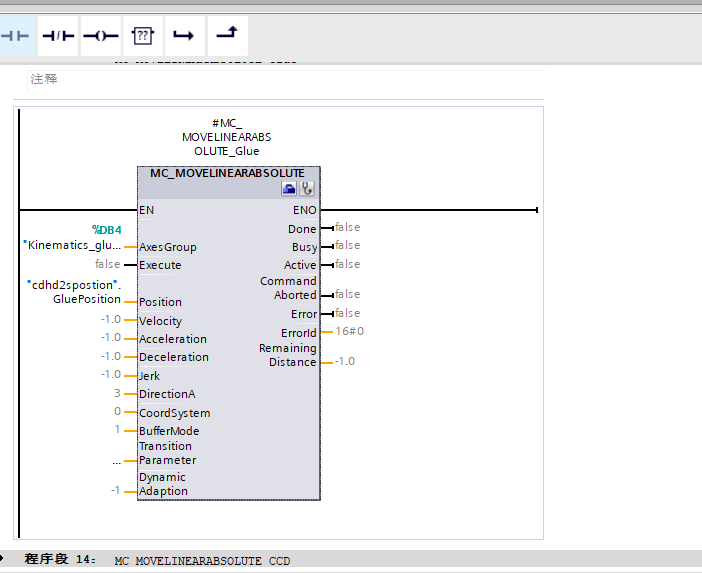 ??
注释
#MC_
MOVELINEARABS
OLUTE_Glue
MC_MOVELINEARABSOLUTE
EN ENO
Done false
%DB4
"Kinematics_glu... AxesGroup Busy false
false Execute Active false
"cdhd2spostion".
GluePosition Position
Command
Aborted false
-1.0 Velocity Error false
-1.0 Acceleration ErrorId 16#0
-1.0 Deceleration Remaining
Distance -1.0
-1.0 Jerk
3 DirectionA
0 CoordSystem
1 BufferMode
Transition
... Parameter
Dynamic
-1 Adaption
程序段 14: MC_MOVELINEARABSOLUTE_CCD